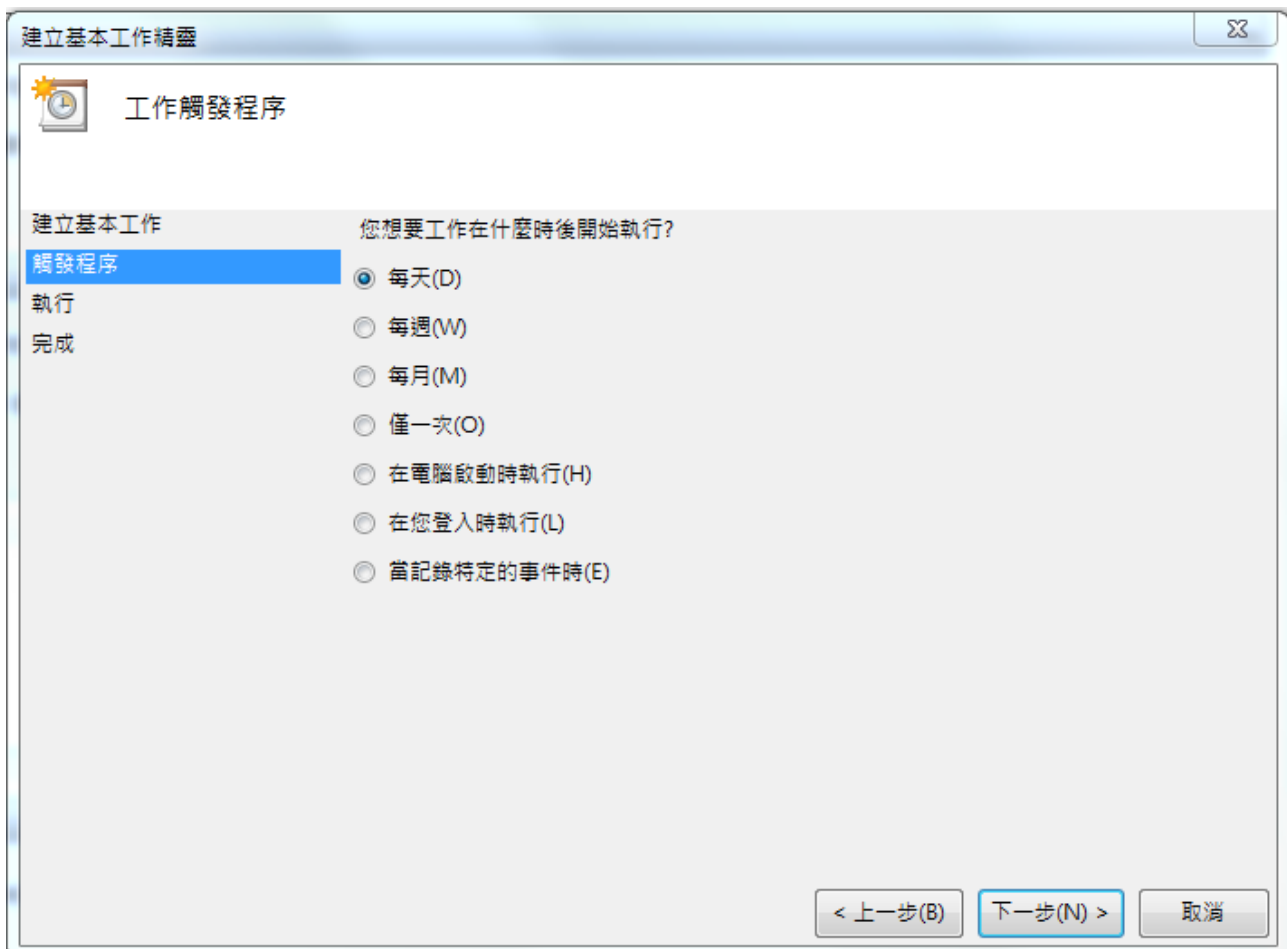 建立基本工作精靈
工作觸發程序
建立基本工作
觸發程序
執行
完成
您想要工作在什麼時後開始執行?
每天(D)
每週(W)
每月(M)
僅一次(O)
在電腦啟動時執行(H)
在您登入時執行(L)
當記錄特定的事件時(E)
< 上一步(B)
下一步(N) >
取消